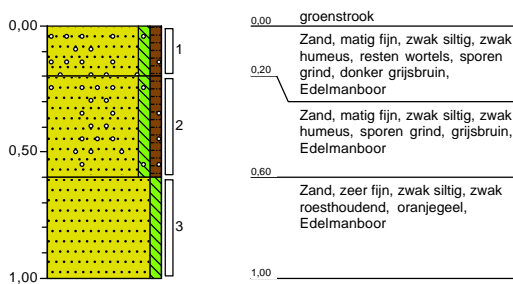 0,00
1
2
0,50
3
1,00
0,00
groenstrook
Zand, matig fijn, zwak siltig, zwak
humeus, resten wortels, sporen
grind, donker grijsbruin,
Edelmanboor
0,20
Zand, matig fijn, zwak siltig, zwak
humeus, sporen grind, grijsbruin,
Edelmanboor
0,60
Zand, zeer fijn, zwak siltig, zwak
roesthoudend, oranjegeel,
Edelmanboor
1,00